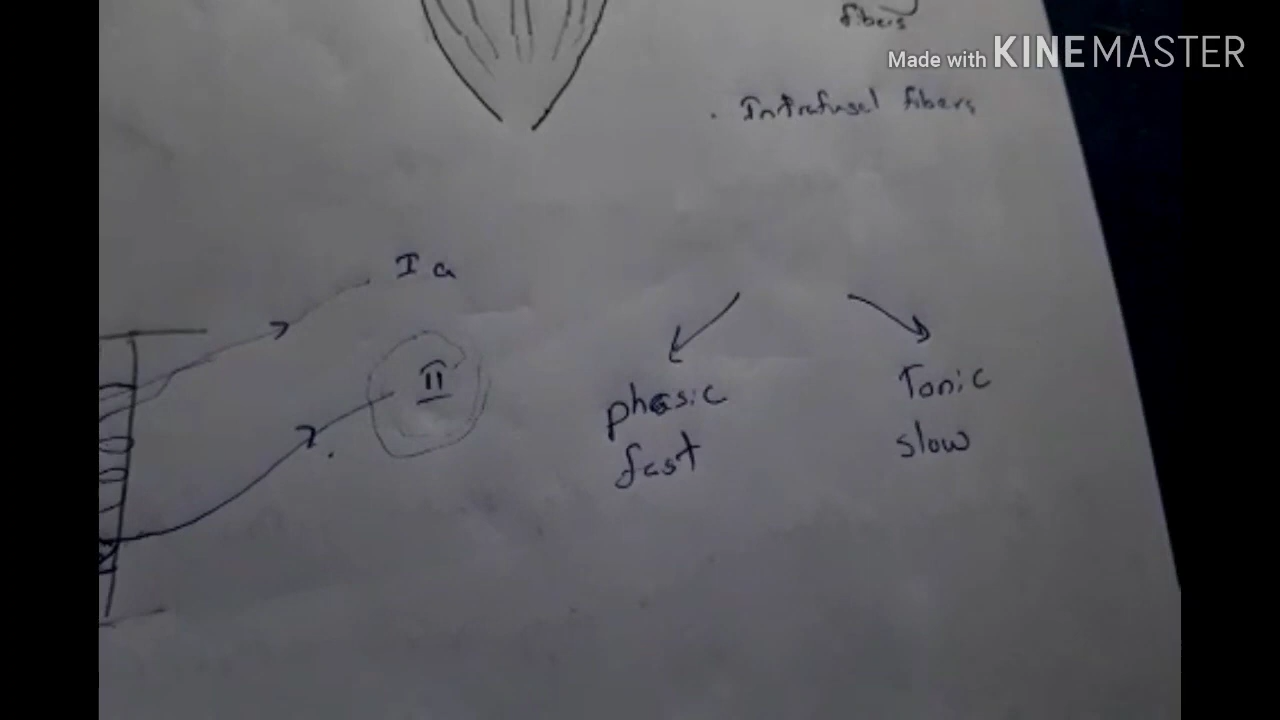 fibers
Made with KINEMASTER
. Intrafusal fibers
I a
II
phasic
fast
Tonic
slow